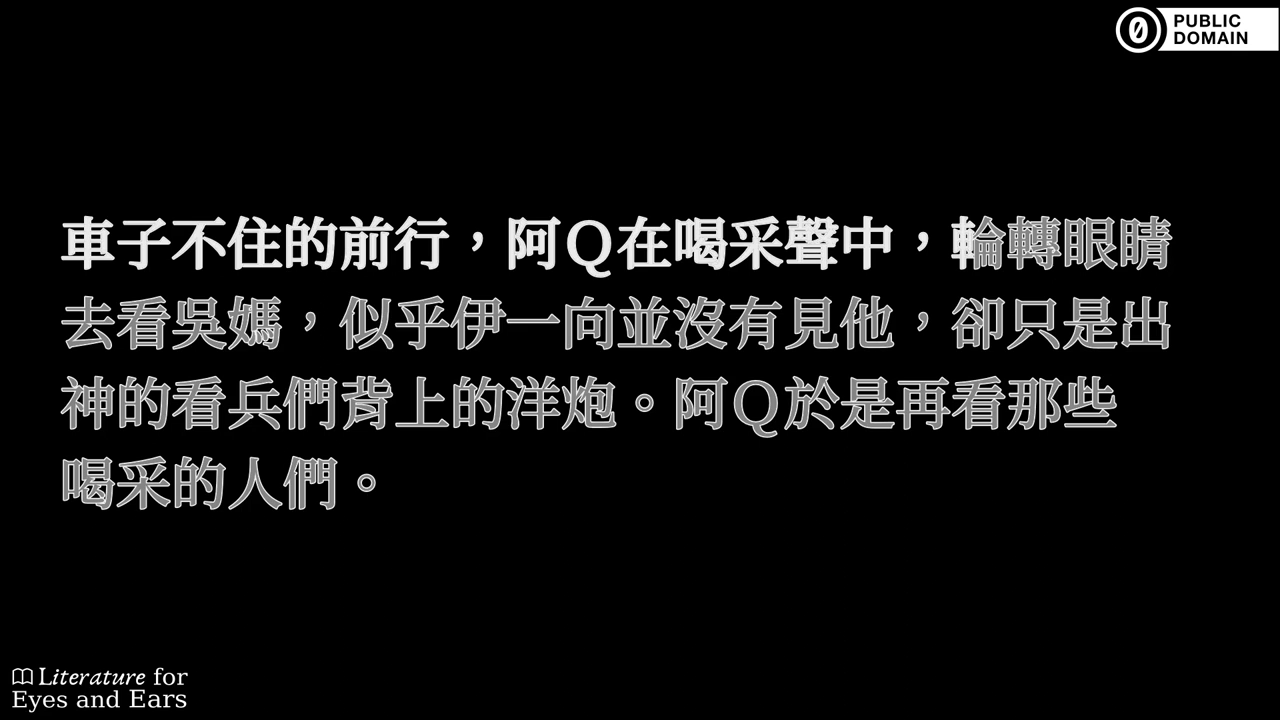 PUBLIC
DOMAIN
車子不住的前行，阿Ｑ在喝采聲中，輪轉眼睛
去看吳媽，似乎伊一向並沒有見他，卻只是出
神的看兵們背上的洋炮。阿Ｑ於是再看那些
喝采的人們。
Literature for
Eyes and Ears